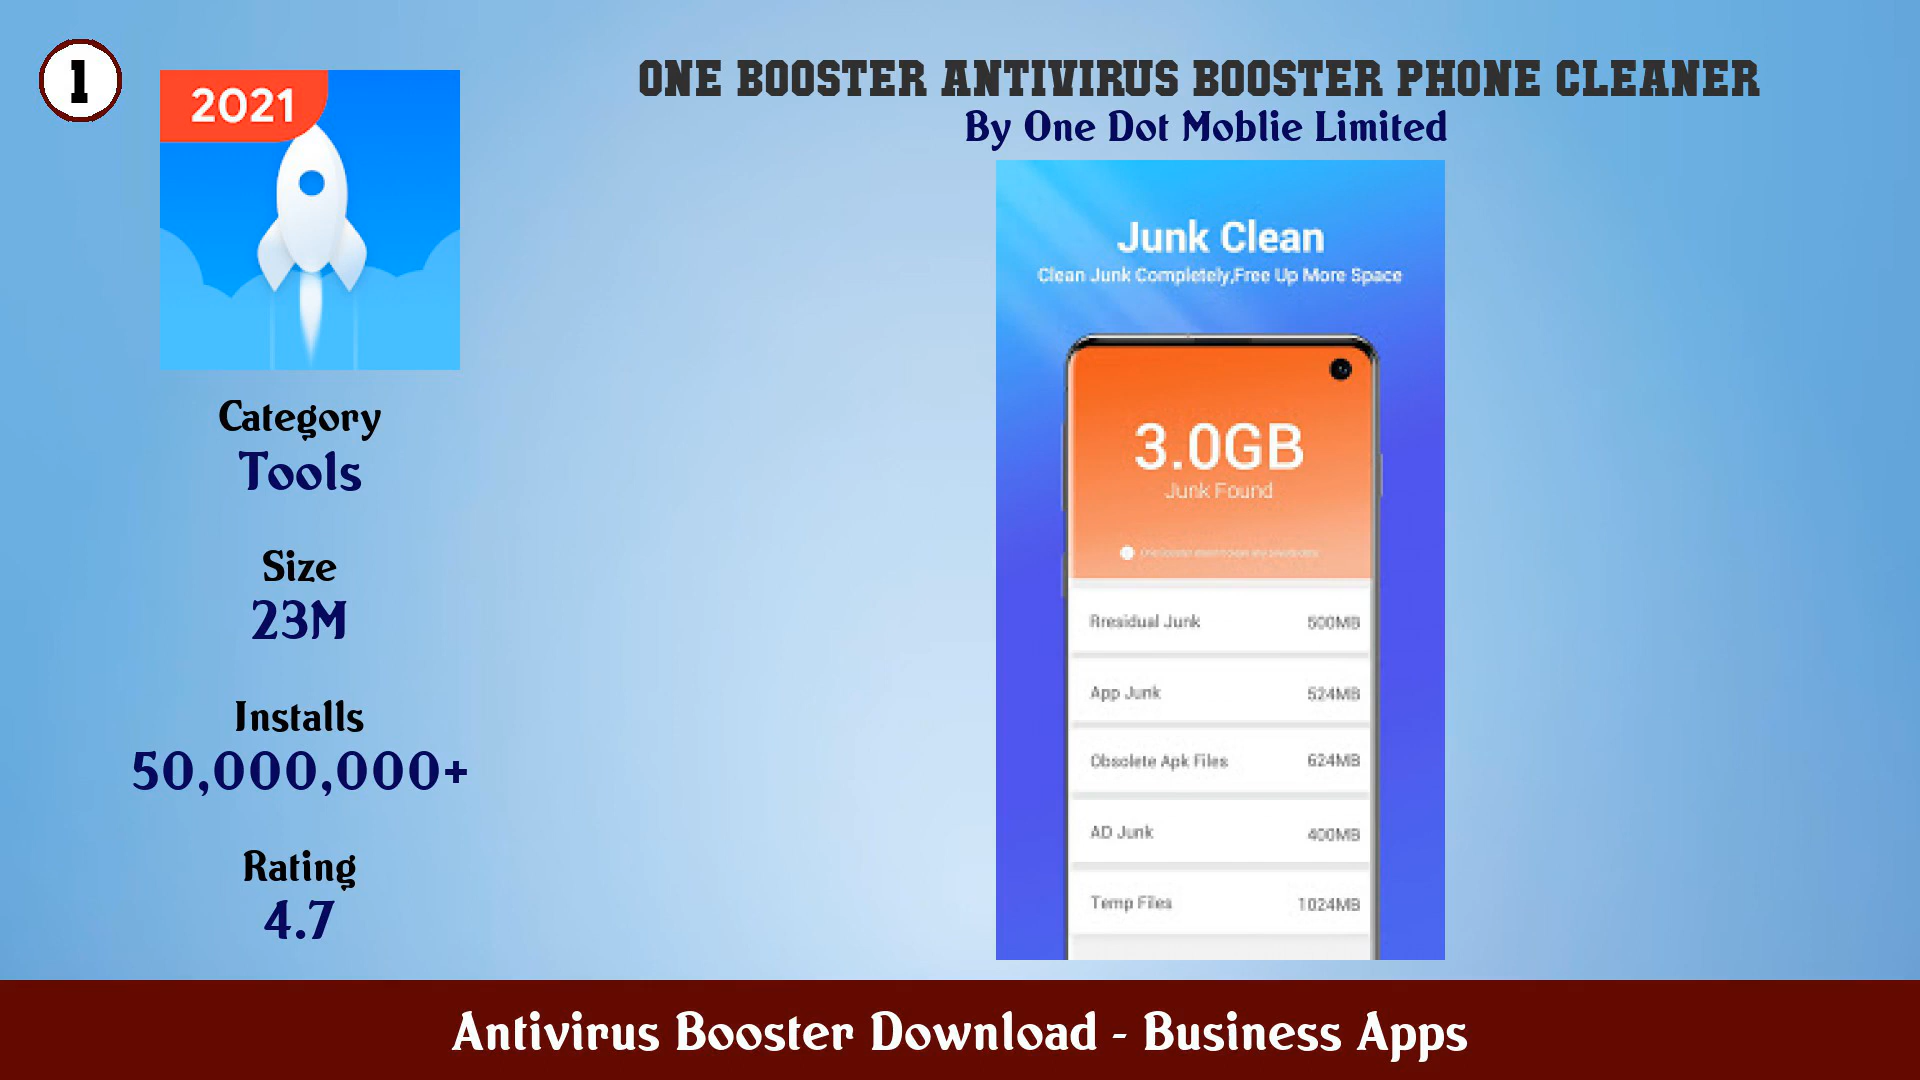 1
2021
ONE BOOSTER ANTIVIRUS BOOSTER PHONE CLEANER
By One Dot Moblie Limited
Category
Tools
Size
23M
Installs
50,000,000+
Rating
4.7
Junk Clean
Clean Junk Completely,Free Up More Space
3.0GB
Junk Found
Rresidual Junk 500MB
App Junk 524MB
Obsolete Apk Files 624MB
AD Junk 400MB
Temp Files 1024MB
Antivirus Booster Download - Business Apps